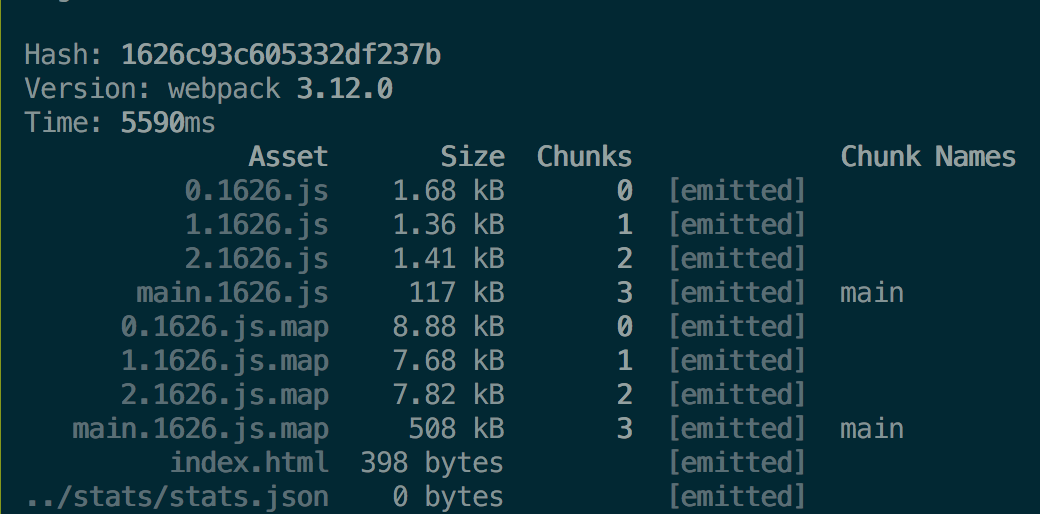 Hash: 1626c93c605332df237b
Version: webpack 3.12.0
Time: 5590ms
Asset Size Chunks Chunk Names
0.1626.js 1.68 kB 0 [emitted]
1.1626.js 1.36 kB 1 [emitted]
2.1626.js 1.41 kB 2 [emitted]
main.1626.js 117 kB 3 [emitted] main
0.1626.js.map 8.88 kB 0 [emitted]
1.1626.js.map 7.68 kB 1 [emitted]
2.1626.js.map 7.82 kB 2 [emitted]
main.1626.js.map 508 kB 3 [emitted] main
index.html 398 bytes [emitted]
../stats/stats.json 0 bytes [emitted]